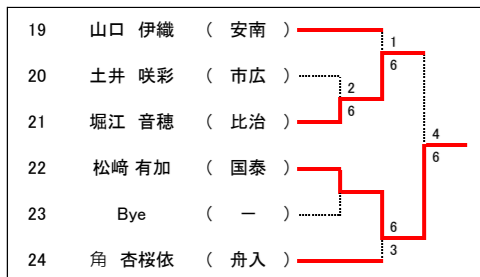 19 山口 伊織 ( 安南 )
1
6
20 土井 咲彩 ( 市広 )
2
6
21 堀江 音穂 ( 比治 )
4
6
22 松﨑 有加 ( 国泰 )
23 Bye ( ー )
6
3
24 角 杏桜依 ( 舟入 )